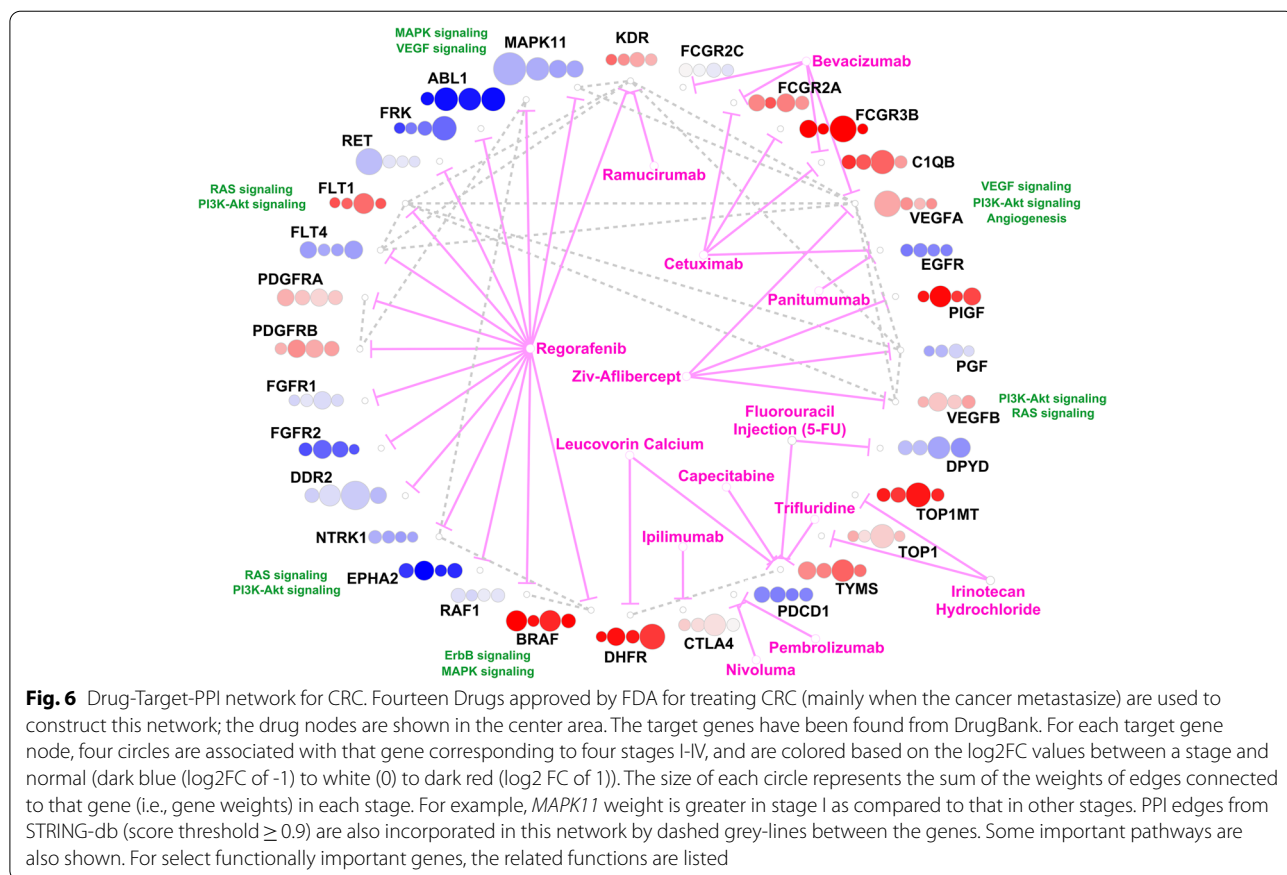 MAPK signaling
VEGF signaling
MAPK11
KDR
FCGR2C
Bevacizumab
ABL1
FCGR2A
FRK
FCGR3B
RET
C1QB
Ramucirumab
RAS signaling
PI3K-Akt signaling
FLT1
VEGFA
VEGF signaling
PI3K-Akt signaling
Angiogenesis
FLT4
EGFR
Cetuximab
PDGFRA
Panitumumab
PIGF
PDGFRB
Regorafenib
PGF
Ziv-Aflibercept
FGFR1
VEGFB
PI3K-Akt signaling
RAS signaling
Fluorouracil
Injection (5-FU)
FGFR2
Leucovorin Calcium
DPYD
DDR2
Capecitabine
TOP1MT
Trifluridine
NTRK1
Ipilimumab
TOP1
RAS signaling
PI3K-Akt signaling
EPHA2
TYMS
Irinotecan
Hydrochloride
RAF1
PDCD1
BRAF
DHFR
CTLA4
Pembrolizumab
ErbB signaling
MAPK signaling
Nivoluma
Fig. 6 Drug-Target-PPI network for CRC. Fourteen Drugs approved by FDA for treating CRC (mainly when the cancer metastasize) are used to
construct this network; the drug nodes are shown in the center area. The target genes have been found from DrugBank. For each target gene
node, four circles are associated with that gene corresponding to four stages I-IV, and are colored based on the log2FC values between a stage and
normal (dark blue (log2FC of -1) to white (0) to dark red (log2 FC of 1)). The size of each circle represents the sum of the weights of edges connected
to that gene (i.e., gene weights) in each stage. For example, MAPK11 weight is greater in stage I as compared to that in other stages. PPI edges from
STRING-db (score threshold ≥ 0.9) are also incorporated in this network by dashed grey-lines between the genes. Some important pathways are
also shown. For select functionally important genes, the related functions are listed